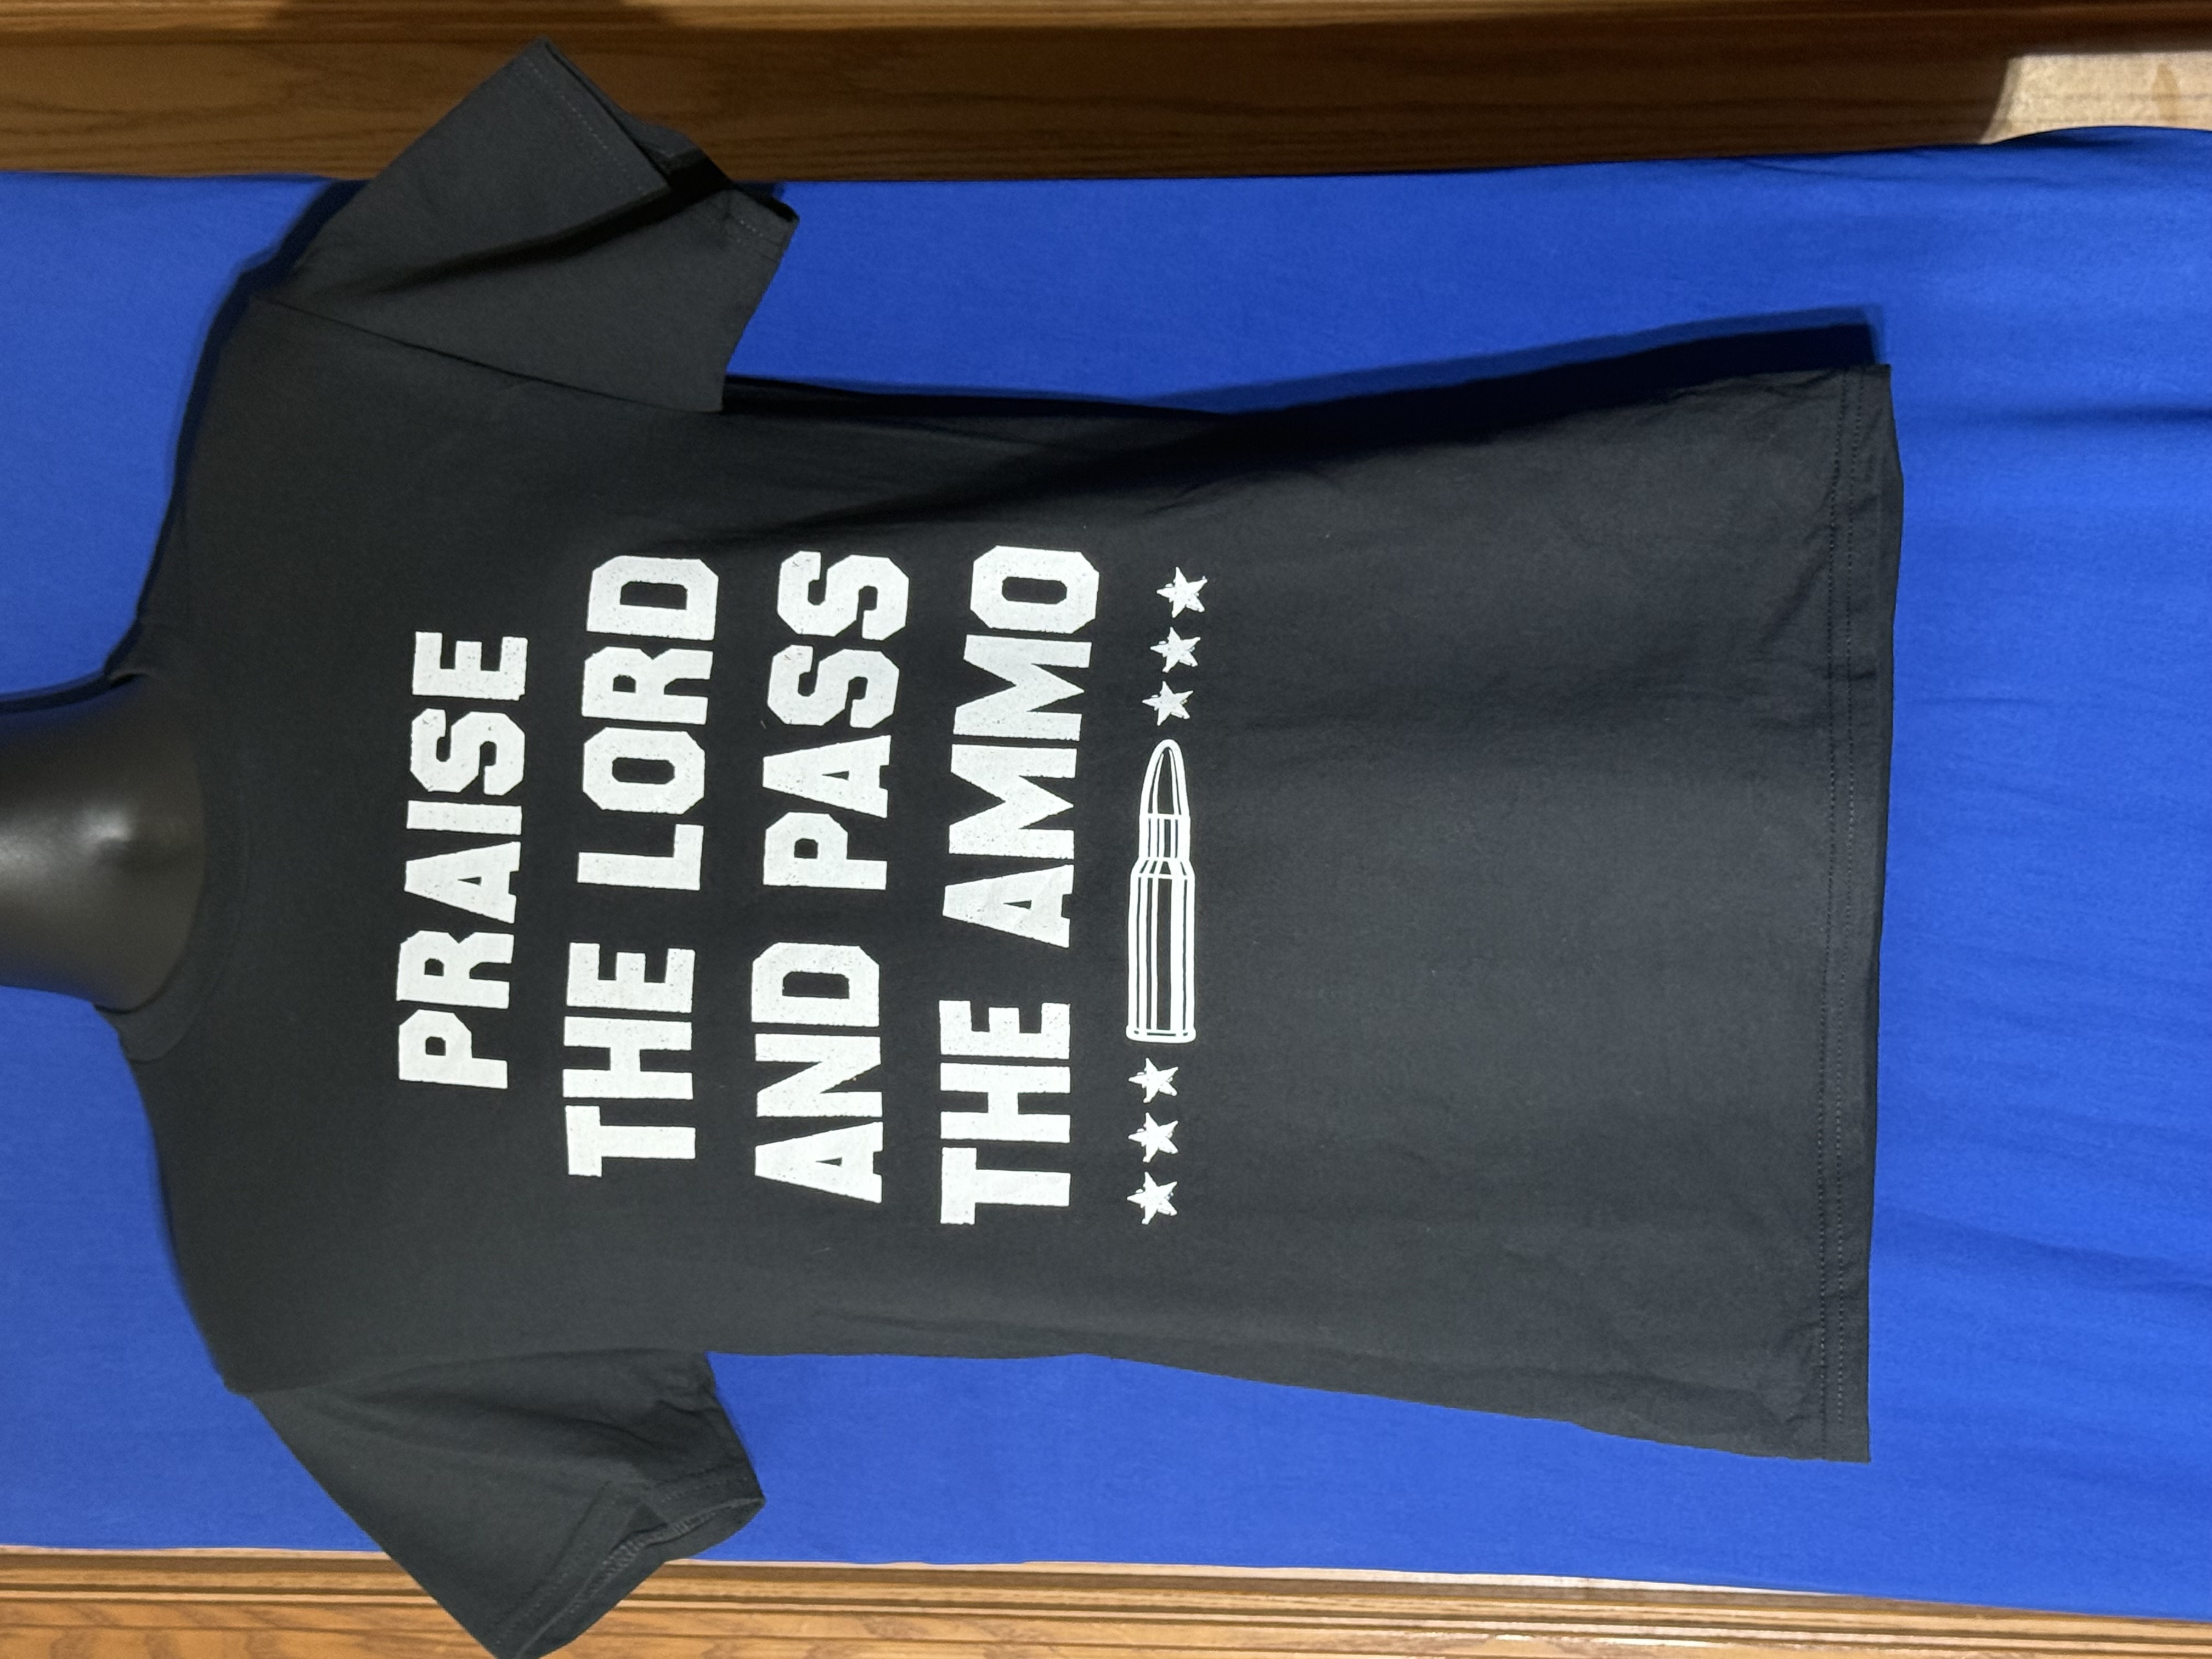 PRAISE
THE LORD
AND PASS
THE AMMO